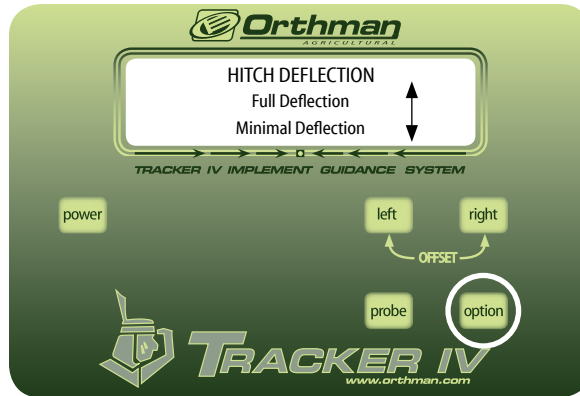 Orthman
AGRICULTURAL
HITCH DEFLECTION
Full Deflection
Minimal Deflection
TRACKER IV IMPLEMENT GUIDANCE SYSTEM
power
left
right
OFFSET
probe
option
TRACKER IV
www.orthman.com